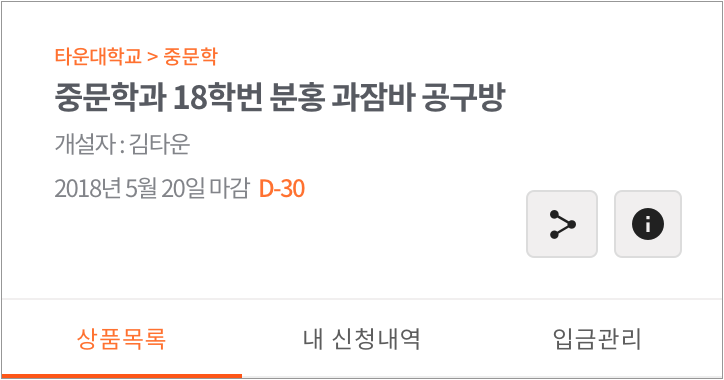 타운대학교 > 중문학
중문학과 18학번 분홍 과잠바 공구방
개설자 : 김타운
2018년 5월 20일 마감 D-30
상품목록 내 신청내역 입금관리